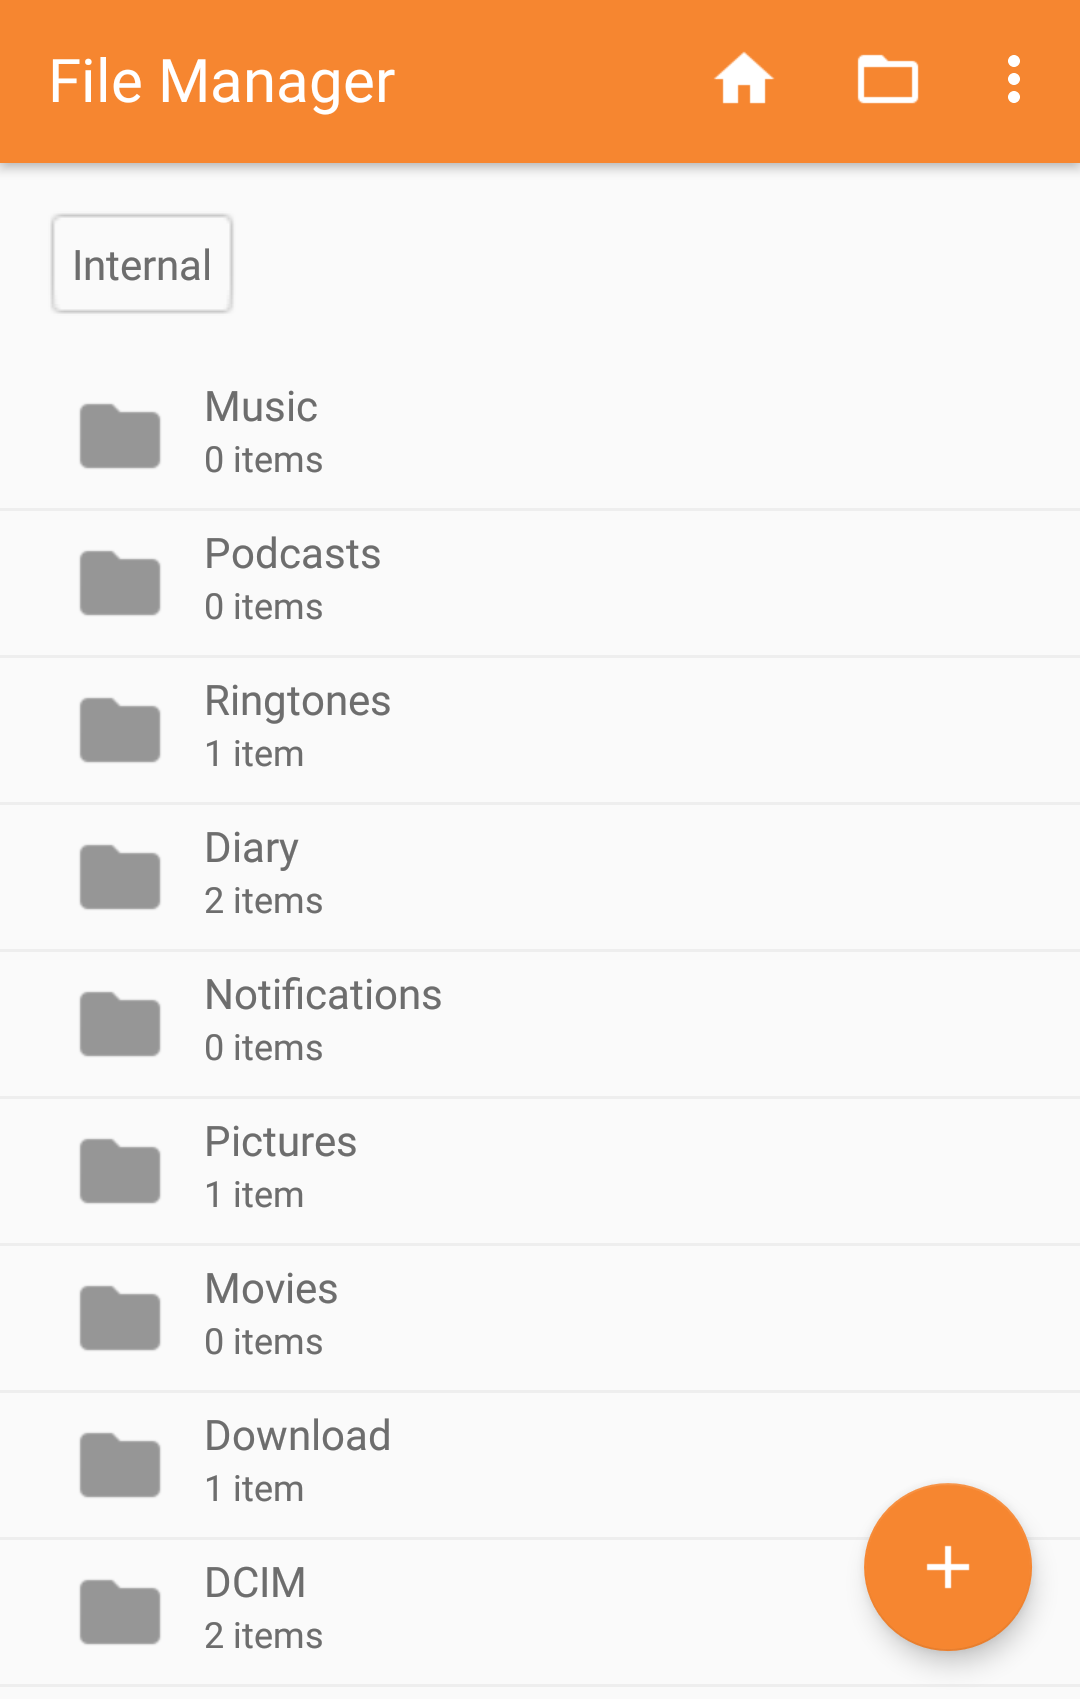 File Manager
Internal
Music
0 items
Podcasts
0 items
Ringtones
1 item
Diary
2 items
Notifications
0 items
Pictures
1 item
Movies
0 items
Download
1 item
DCIM
2 items